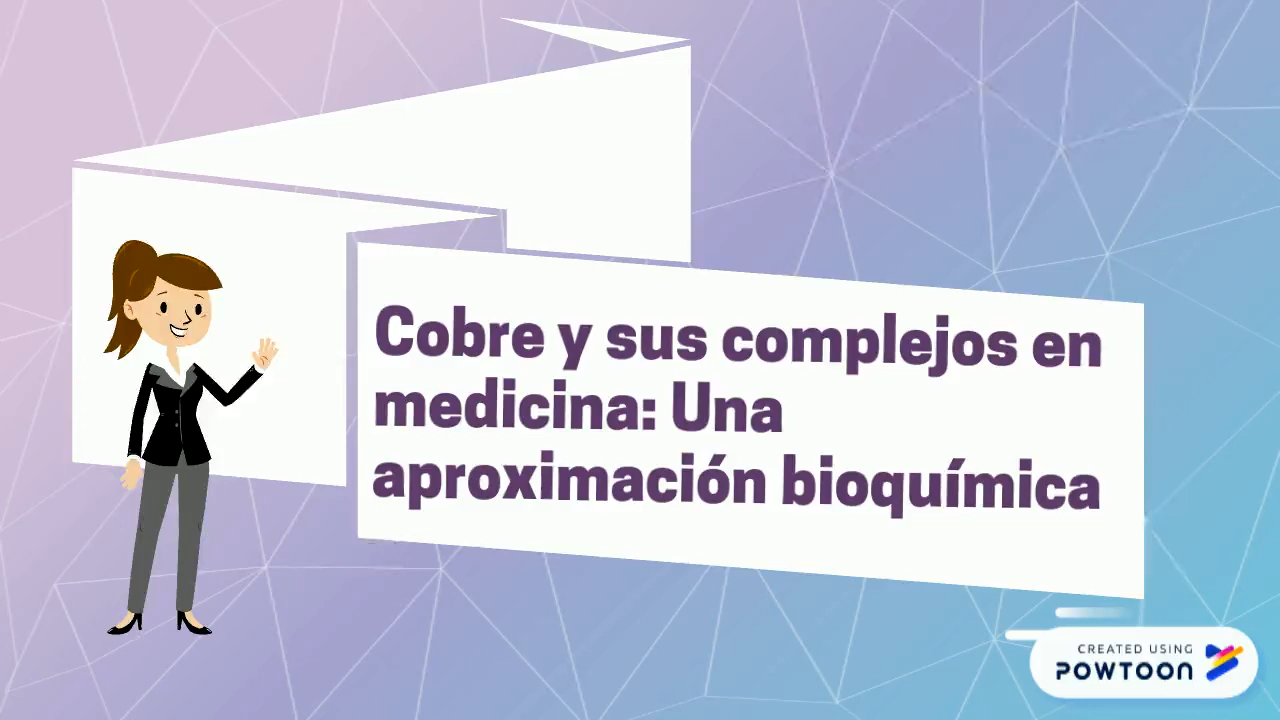 Cobre y sus complejos en
medicina: Una
aproximación bioquímica
CREATED USING
POWTOON